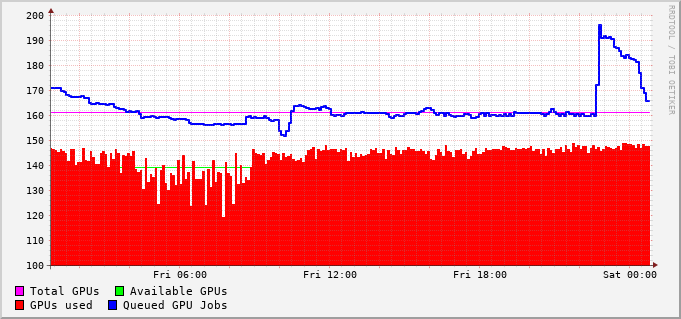 200
190
180
170
160
150
140
130
120
110
100
Fri 06:00 Fri 12:00 Fri 18:00 Sat 00:00
Total GPUs Available GPUs
GPUs used Queued GPU Jobs
RRDTOOL / TOBI OETIKER